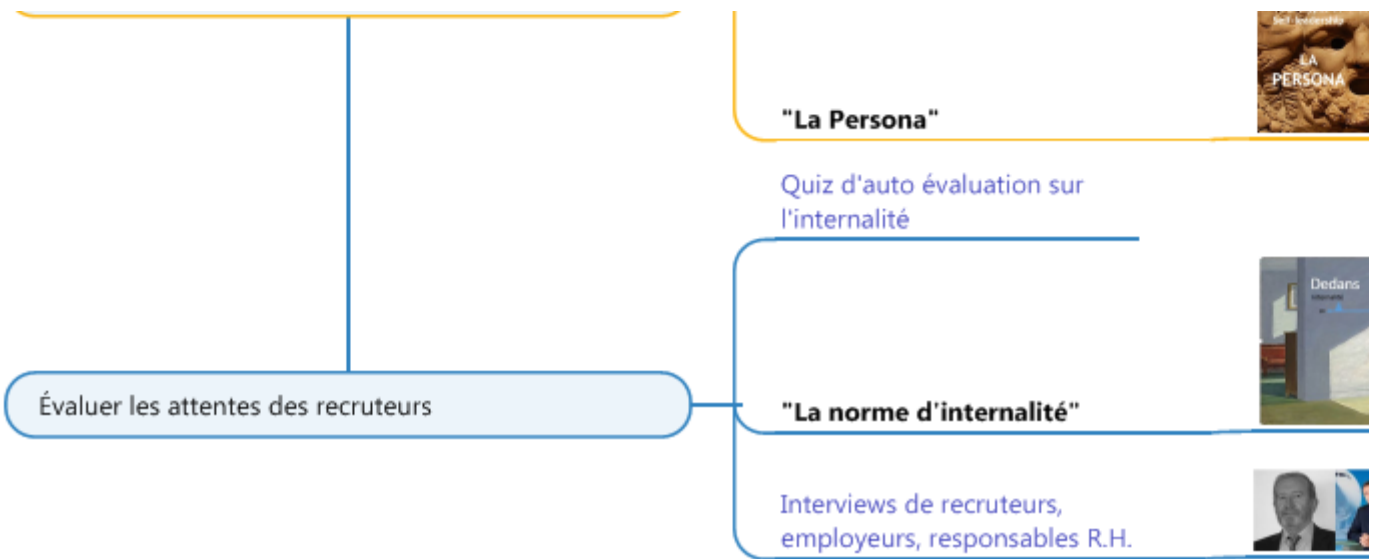 Self-leadership
LA
PERSONA
"La Persona"
Quiz d'auto évaluation sur
l'internalité
Dedans
Évaluer les attentes des recruteurs
"La norme d'internalité"
Interviews de recruteurs,
employeurs, responsables R.H.